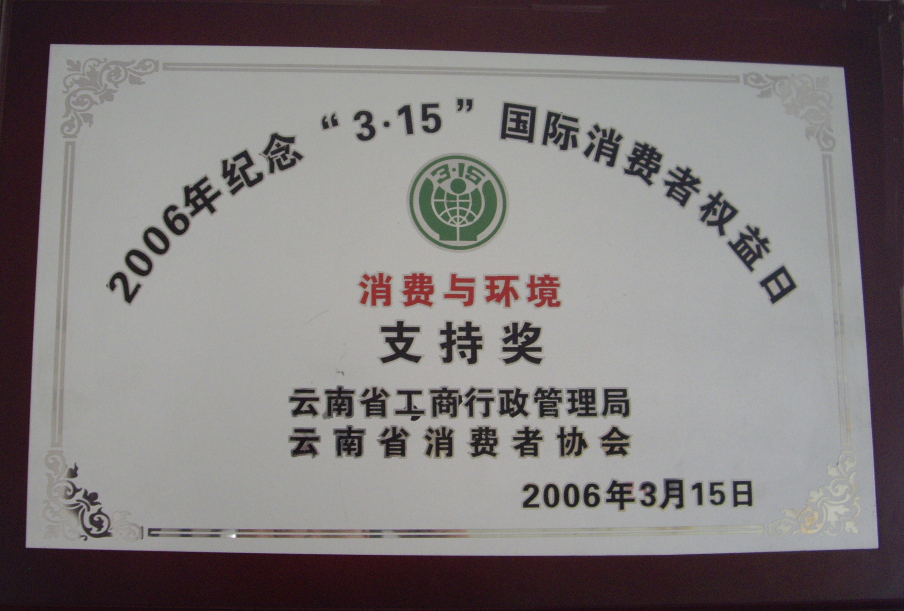 2006年纪念“3·15”国际消费者权益日
3·15
消费与环境
支持奖
云南省工商行政管理局
云南省消费者协会
2006年3月15日